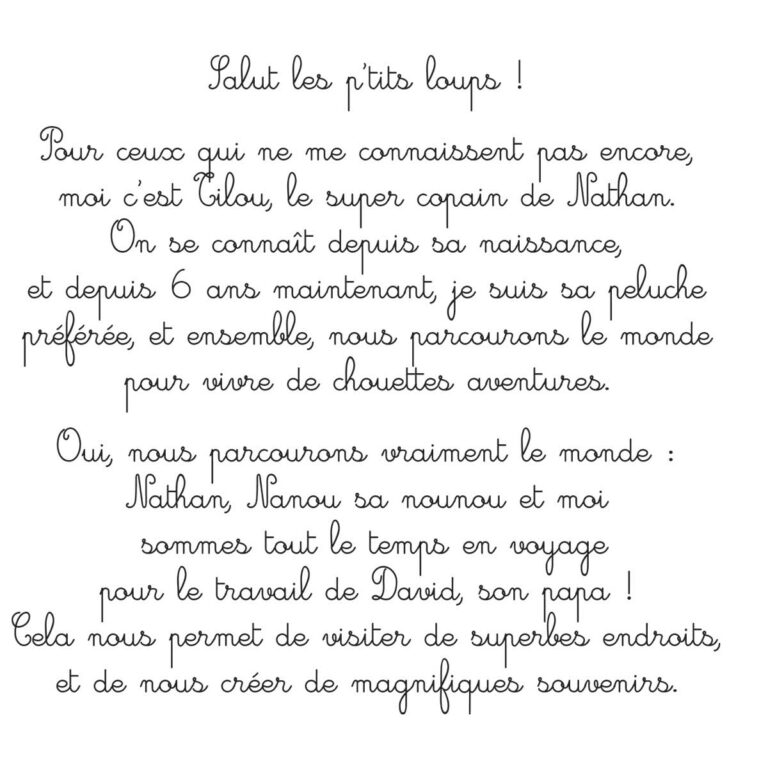 Salut les p'tits loups !
Pour ceux qui ne me connaissent pas encore,
moi c'est Tilou, le super copain de Nathan.
On se connaît depuis sa naissance,
et depuis 6 ans maintenant, je suis sa peluche
préférée, et ensemble, nous parcourons le monde
pour vivre de chouettes aventures.
Oui, nous parcourons vraiment le monde :
Nathan, Nanou sa nounou et moi
sommes tout le temps en voyage
pour le travail de David, son papa !
Cela nous permet de visiter de superbes endroits,
et de nous créer de magnifiques souvenirs.